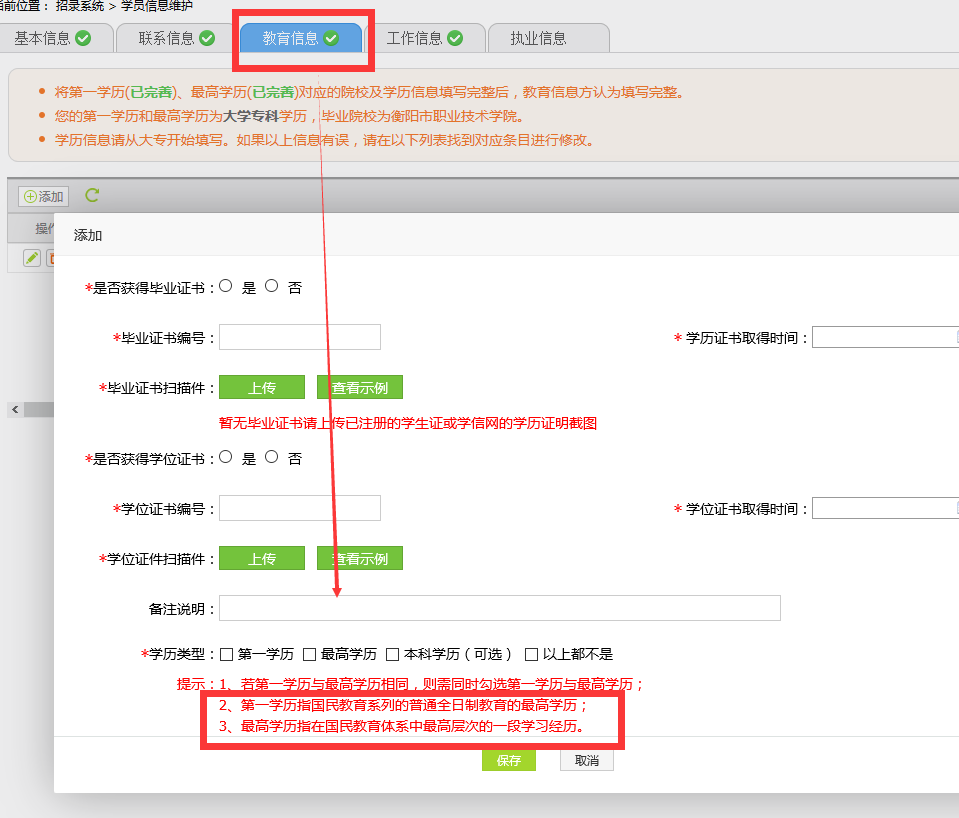 当前位置： 招录系统 > 学员信息维护
基本信息 联系信息 教育信息 工作信息 执业信息
将第一学历(已完善)、最高学历(已完善)对应的院校及学历信息填写完整后，教育信息方认为填写完整。
您的第一学历和最高学历为大学专科学历，毕业院校为衡阳市职业技术学院。
学历信息请从大专开始填写。如果以上信息有误，请在以下列表找到对应条目进行修改。
添加
操作
添加
*是否获得毕业证书： 是 否
*毕业证书编号： * 学历证书取得时间：
*毕业证书扫描件： 上传 查看示例
暂无毕业证书请上传已注册的学生证或学信网的学历证明截图
*是否获得学位证书： 是 否
*学位证书编号： * 学位证书取得时间：
*学位证件扫描件： 上传 查看示例
备注说明：
*学历类型： 第一学历 最高学历 本科学历（可选） 以上都不是
提示：1、若第一学历与最高学历相同，则需同时勾选第一学历与最高学历；
2、第一学历指国民教育系列的普通全日制教育的最高学历；
3、最高学历指在国民教育体系中最高层次的一段学习经历。
保存 取消